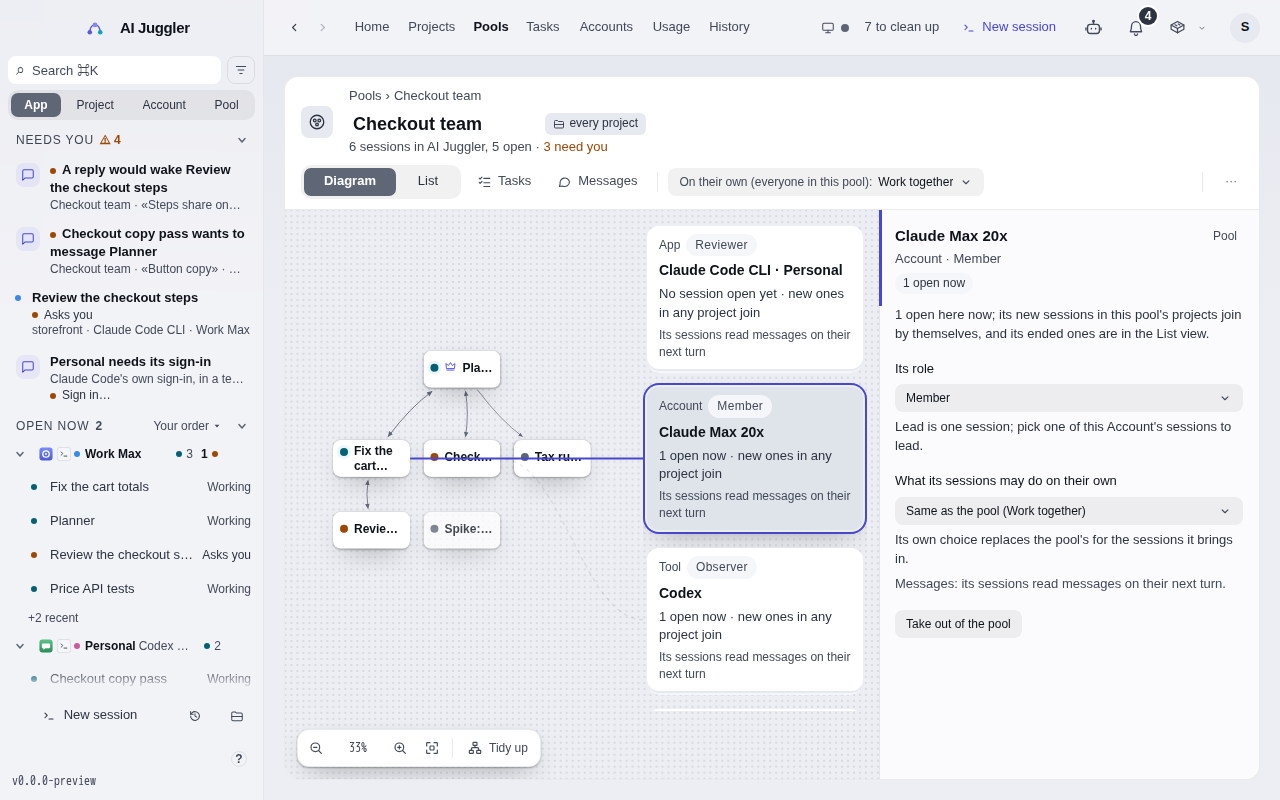 AI Juggler
Search ⌘K
App Project Account Pool
NEEDS YOU 4
A reply would wake Review
the checkout steps
Checkout team · «Steps share on…
Checkout copy pass wants to
message Planner
Checkout team · «Button copy» · …
Review the checkout steps
Asks you
storefront · Claude Code CLI · Work Max
Personal needs its sign-in
Claude Code's own sign-in, in a te…
Sign in…
OPEN NOW 2 Your order
Work Max 3 1
Fix the cart totals Working
Planner Working
Review the checkout s… Asks you
Price API tests Working
+2 recent
Personal Codex … 2
Checkout copy pass Working
New session
?
v0.0.0-preview
Home Projects Pools Tasks Accounts Usage History
7 to clean up
New session
4
S
Pools › Checkout team
Checkout team
every project
6 sessions in AI Juggler, 5 open · 3 need you
Diagram List Tasks Messages
On their own (everyone in this pool): Work together
…
Pla…
Fix the
cart…
Check…
Tax ru…
Revie…
Spike:…
App Reviewer
Claude Code CLI · Personal
No session open yet · new ones
in any project join
Its sessions read messages on their
next turn
Account Member
Claude Max 20x
1 open now · new ones in any
project join
Its sessions read messages on their
next turn
Tool Observer
Codex
1 open now · new ones in any
project join
Its sessions read messages on their
next turn
33%
Tidy up
Claude Max 20x Pool
Account · Member
1 open now
1 open here now; its new sessions in this pool's projects join
by themselves, and its ended ones are in the List view.
Its role
Member
Lead is one session; pick one of this Account's sessions to
lead.
What its sessions may do on their own
Same as the pool (Work together)
Its own choice replaces the pool's for the sessions it brings
in.
Messages: its sessions read messages on their next turn.
Take out of the pool